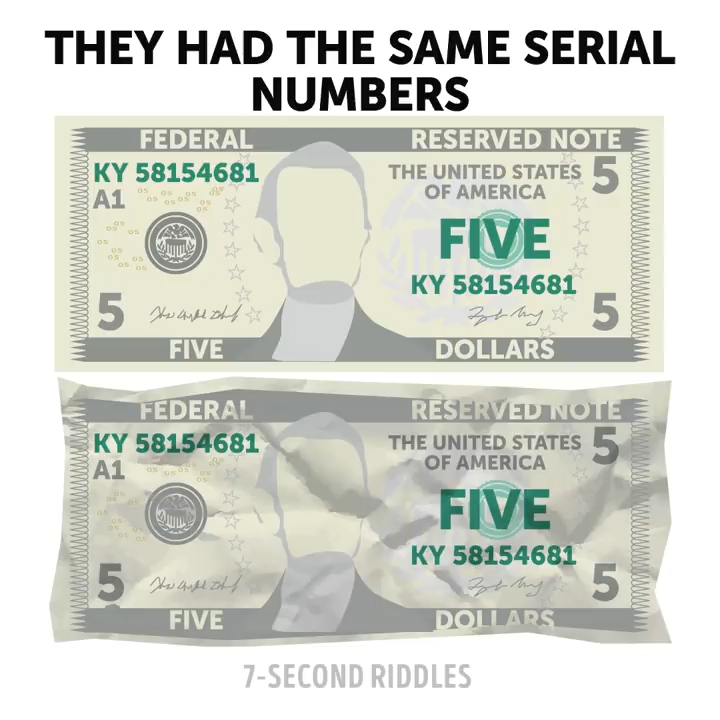 THEY HAD THE SAME SERIAL
NUMBERS
FEDERAL RESERVED NOTE
KY 58154681
A1
THE UNITED STATES
OF AMERICA
5
FIVE
KY 58154681
5
5
FIVE DOLLARS
FEDERAL RESERVED NOTE
KY 58154681
A1
THE UNITED STATES
OF AMERICA
5
FIVE
KY 58154681
5
5
FIVE DOLLARS
7-SECOND RIDDLES